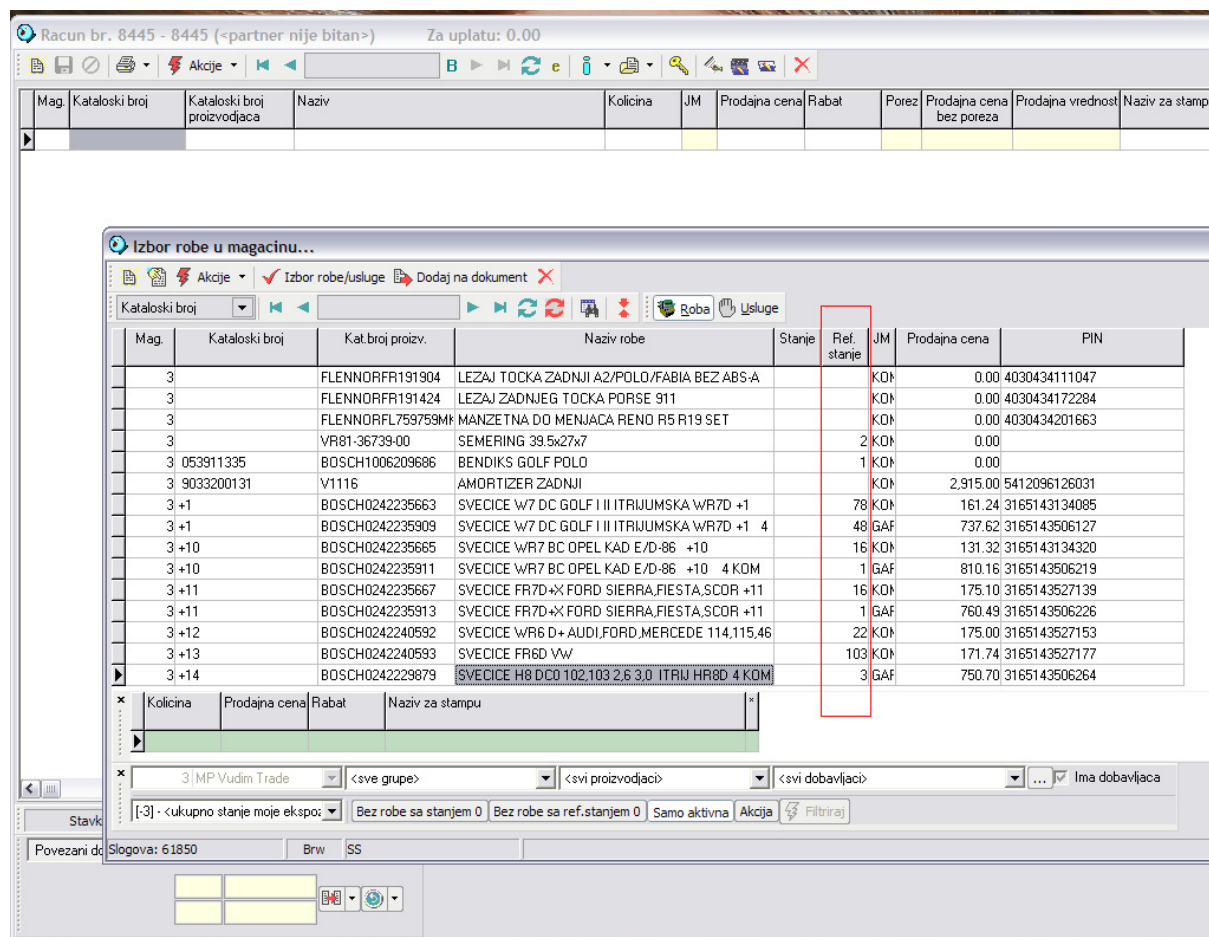 Racun br. 8445 - 8445 (<partner nije bitan>) Za uplatu: 0.00
Akcije B e
Mag. Kataloski broj Kataloski broj proizvodjaca Naziv Kolicina JM Prodajna cena Rabat Porez Prodajna cena bez poreza Prodajna vrednost Naziv za stamp
Izbor robe u magacinu...
Akcije Izbor robe/usluge Dodaj na dokument
Kataloski broj Roba Usluge
Mag. Kataloski broj Kat.broj proizv. Naziv robe Stanje Ref. stanje JM Prodajna cena PIN
3 FLENNORFR191904 LEZAJ TOCKA ZADNJI A2/POLO/FABIA BEZ ABS-A KOM 0.00 4030434111047
3 FLENNORFR191424 LEZAJ ZADNJEG TOCKA PORSE 911 KOM 0.00 4030434172284
3 FLENNORFL759759MK MANZETNA DO MENJACA RENO R5 R19 SET KOM 0.00 4030434201663
3 VR81-36739-00 SEMERING 39.5x27x7 2 KOM 0.00
3 053911335 BOSCH1006209686 BENDIKS GOLF POLO 1 KOM 0.00
3 9033200131 V1116 AMORTIZER ZADNJI KOM 2,915.00 5412096126031
3 +1 BOSCH0242235663 SVECICE W7 DC GOLF I II ITRIJUMSKA WR7D +1 78 KOM 161.24 3165143134085
3 +1 BOSCH0242235909 SVECICE W7 DC GOLF I II ITRIJUMSKA WR7D +1 4 48 GAR 737.62 3165143506127
3 +10 BOSCH0242235665 SVECICE WR7 BC OPEL KAD E/D-86 +10 16 KOM 131.32 3165143134320
3 +10 BOSCH0242235911 SVECICE WR7 BC OPEL KAD E/D-86 +10 4 KOM 1 GAR 810.16 3165143506219
3 +11 BOSCH0242235667 SVECICE FR7D+X FORD SIERRA,FIESTA,SCOR +11 16 KOM 175.10 3165143527139
3 +11 BOSCH0242235913 SVECICE FR7D+X FORD SIERRA,FIESTA,SCOR +11 1 GAR 760.49 3165143506226
3 +12 BOSCH0242240592 SVECICE WR6 D+ AUDI,FORD,MERCEDE 114,115,46 22 KOM 175.00 3165143527153
3 +13 BOSCH0242240593 SVECICE FR6D VW 103 KOM 171.74 3165143527177
3 +14 BOSCH0242229879 SVECICE H8 DC0 102,103 2,6 3,0 ITRIJ HR8D 4 KOM 3 GAR 750.70 3165143506264
Kolicina Prodajna cena Rabat Naziv za stampu
3 MP Vudim Trade <sve grupe> <svi proizvodjaci> <svi dobavljaci> ... Ima dobavljaca
[-3] - <ukupno stanje moje ekspoz Bez robe sa stanjem 0 Bez robe sa ref.stanjem 0 Samo aktivna Akcija Filtriraj
Stavk
Povezani do Slogova: 61850 Brw SS